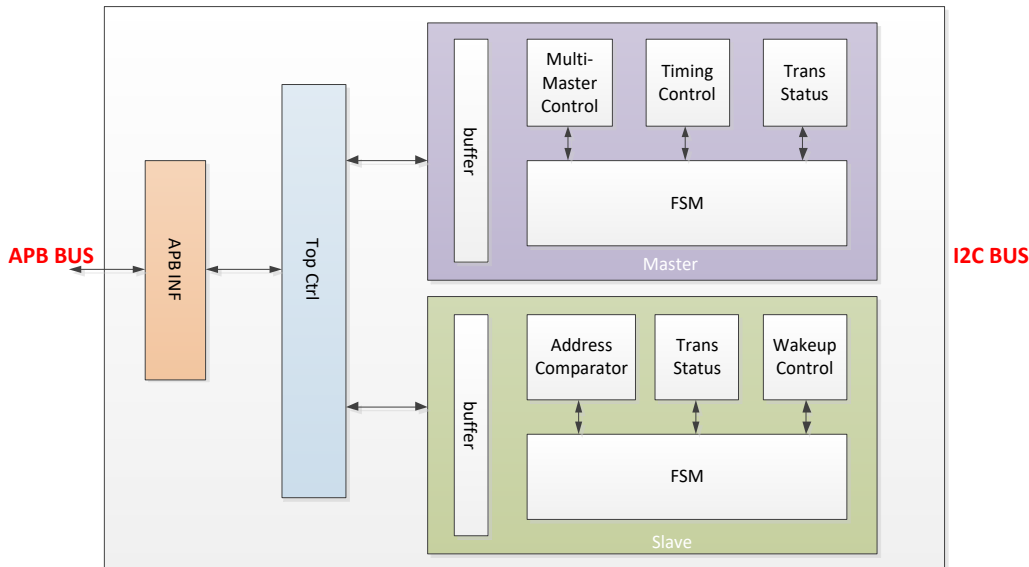 APB BUS
APB INF
Top Ctrl
buffer
Multi-
Master
Control
Timing
Control
Trans
Status
FSM
Master
buffer
Address
Comparator
Trans
Status
Wakeup
Control
FSM
Slave
I2C BUS